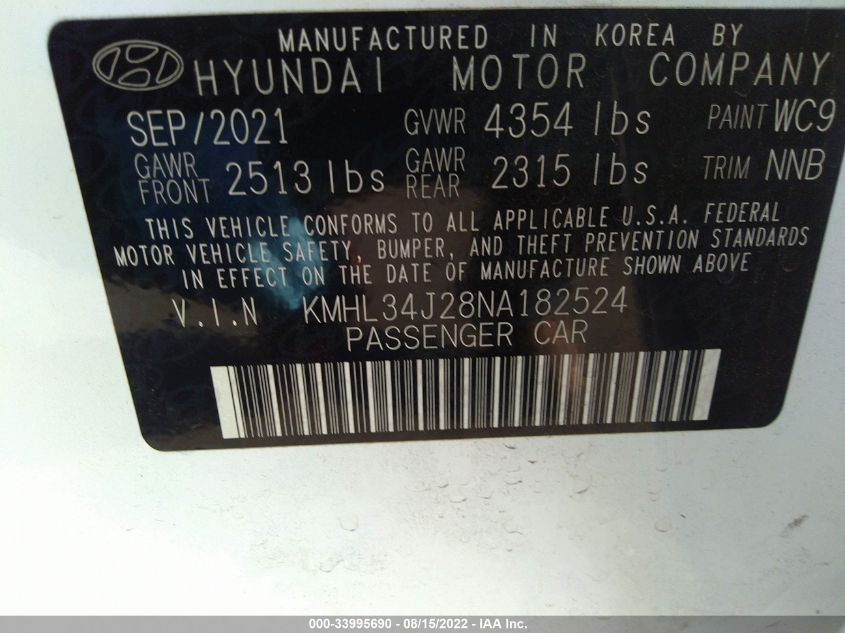 MANUFACTURED IN KOREA BY
HYUNDAI MOTOR COMPANY
SEP/2021 GVWR 4354 lbs PAINT WC9
GAWR FRONT 2513 lbs GAWR REAR 2315 lbs TRIM NNB
THIS VEHICLE CONFORMS TO ALL APPLICABLE U.S.A. FEDERAL
MOTOR VEHICLE SAFETY, BUMPER, AND THEFT PREVENTION STANDARDS
IN EFFECT ON THE DATE OF MANUFACTURE SHOWN ABOVE
V.I.N KMHL34J28NA182524
PASSENGER CAR
000-33995690 - 08/15/2022 - IAA Inc.